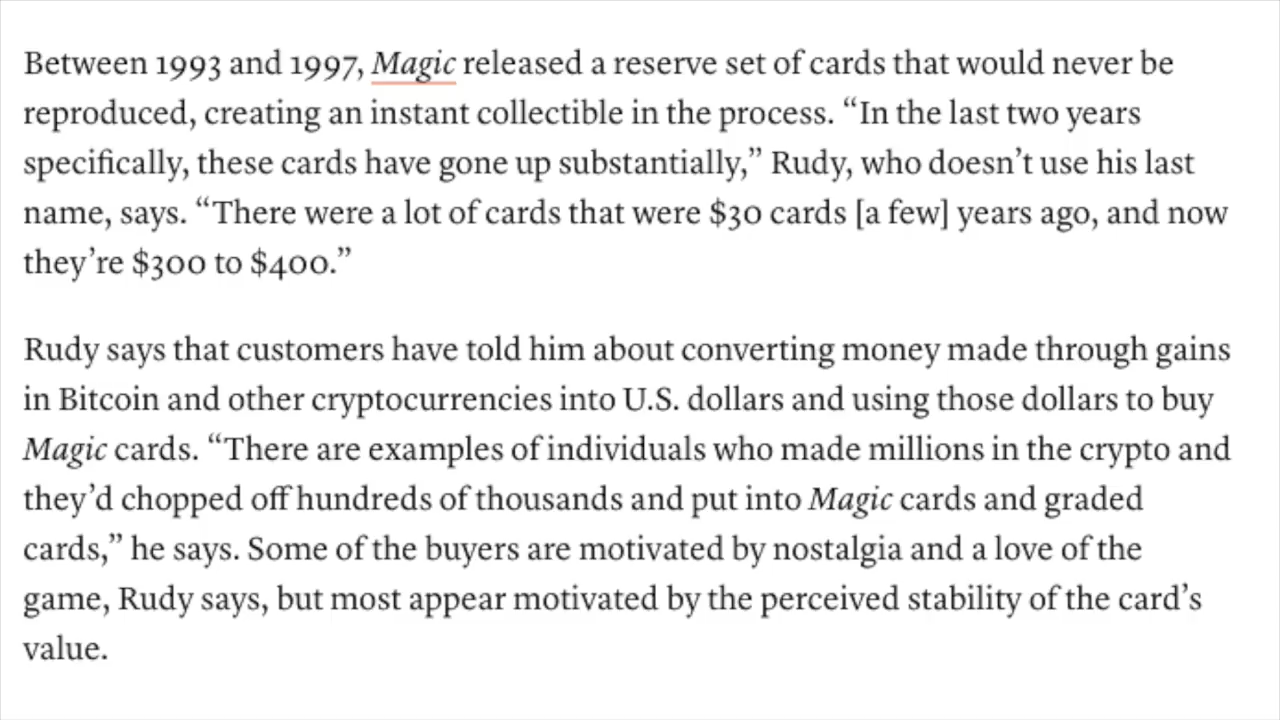 Between 1993 and 1997, Magic released a reserve set of cards that would never be
reproduced, creating an instant collectible in the process. “In the last two years
specifically, these cards have gone up substantially,” Rudy, who doesn’t use his last
name, says. “There were a lot of cards that were $30 cards [a few] years ago, and now
they’re $300 to $400.”
Rudy says that customers have told him about converting money made through gains
in Bitcoin and other cryptocurrencies into U.S. dollars and using those dollars to buy
Magic cards. “There are examples of individuals who made millions in the crypto and
they’d chopped off hundreds of thousands and put into Magic cards and graded
cards,” he says. Some of the buyers are motivated by nostalgia and a love of the
game, Rudy says, but most appear motivated by the perceived stability of the card’s
value.